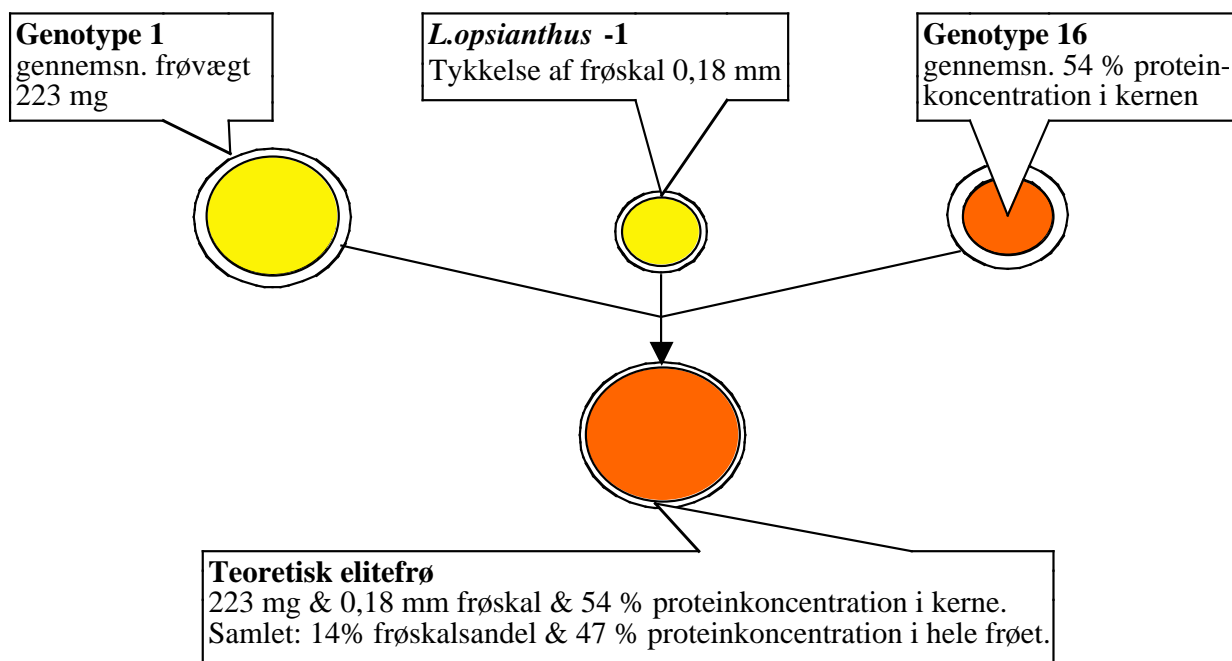 Genotype 1
gennemsn. frøvægt
223 mg
L.opsianthus -1
Tykkelse af frøskal 0,18 mm
Genotype 16
gennemsn. 54 % protein-
koncentration i kernen
Teoretisk elitefrø
223 mg & 0,18 mm frøskal & 54 % proteinkoncentration i kerne.
Samlet: 14% frøskalsandel & 47 % proteinkoncentration i hele frøet.